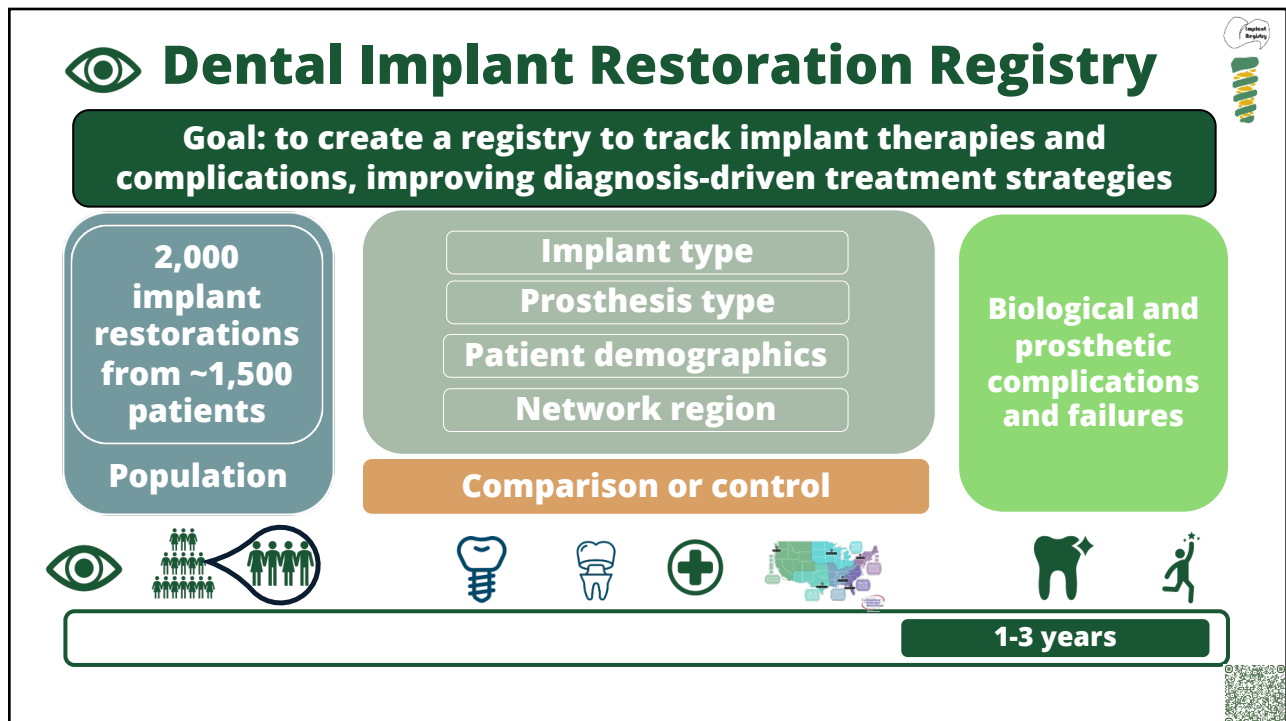 Implant
Registry
Dental Implant Restoration Registry
Goal: to create a registry to track implant therapies and
complications, improving diagnosis-driven treatment strategies
2,000
implant
restorations
from ~1,500
patients
Population
Implant type
Prosthesis type
Patient demographics
Network region
Comparison or control
Biological and
prosthetic
complications
and failures
1-3 years